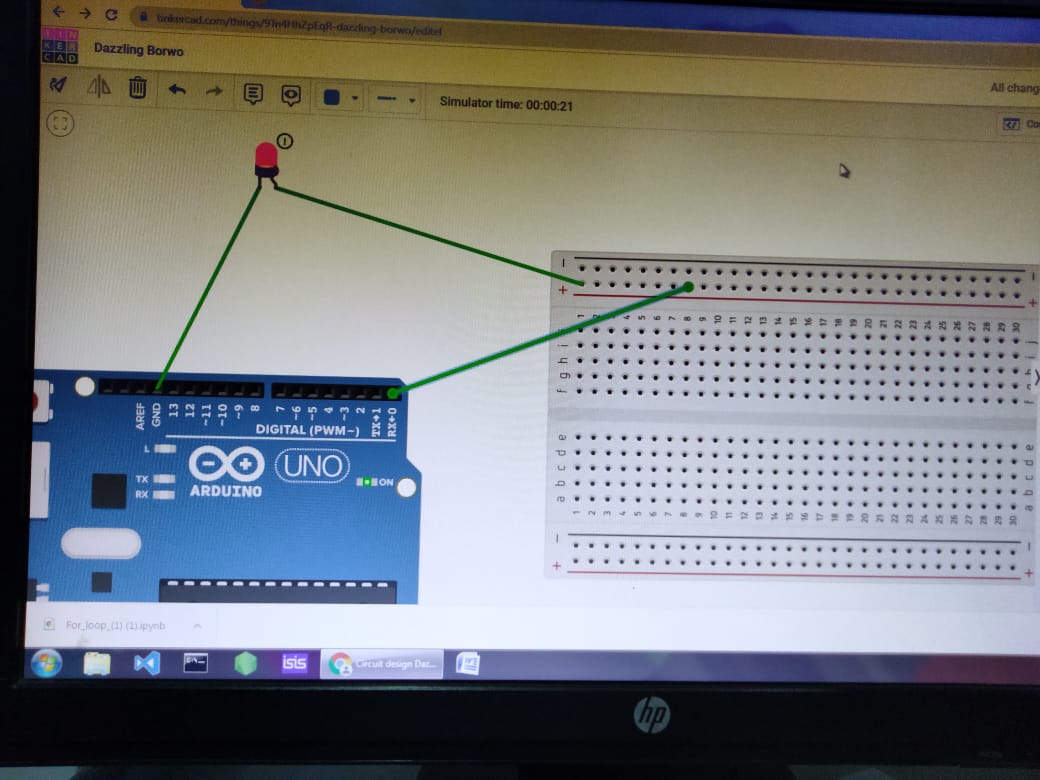 tinkercad.com/things/
-dazzling-borwo/editel
TIN
KER
CAD
Dazzling Borwo
All chang
Simulator time: 00:00:21
Co
AREF
GND
13
12
~11
~10
~9
8
7
~6
~5
4
~3
2
TX→1
RX←0
DIGITAL (PWM~)
L
TX
RX
ARDUINO
UNO
ON
1 2 3 4 5 6 7 8 9 10 11 12 13 14 15 16 17 18 19 20 21 22 23 24 25 26 27 28 29 30
j
i
h
g
f
e
d
c
b
a
1 2 3 4 5 6 7 8 9 10 11 12 13 14 15 16 17 18 19 20 21 22 23 24 25 26 27 28 29 30
For_loop_(1) (1).ipynb
isis
Circuit design Daz...
hp